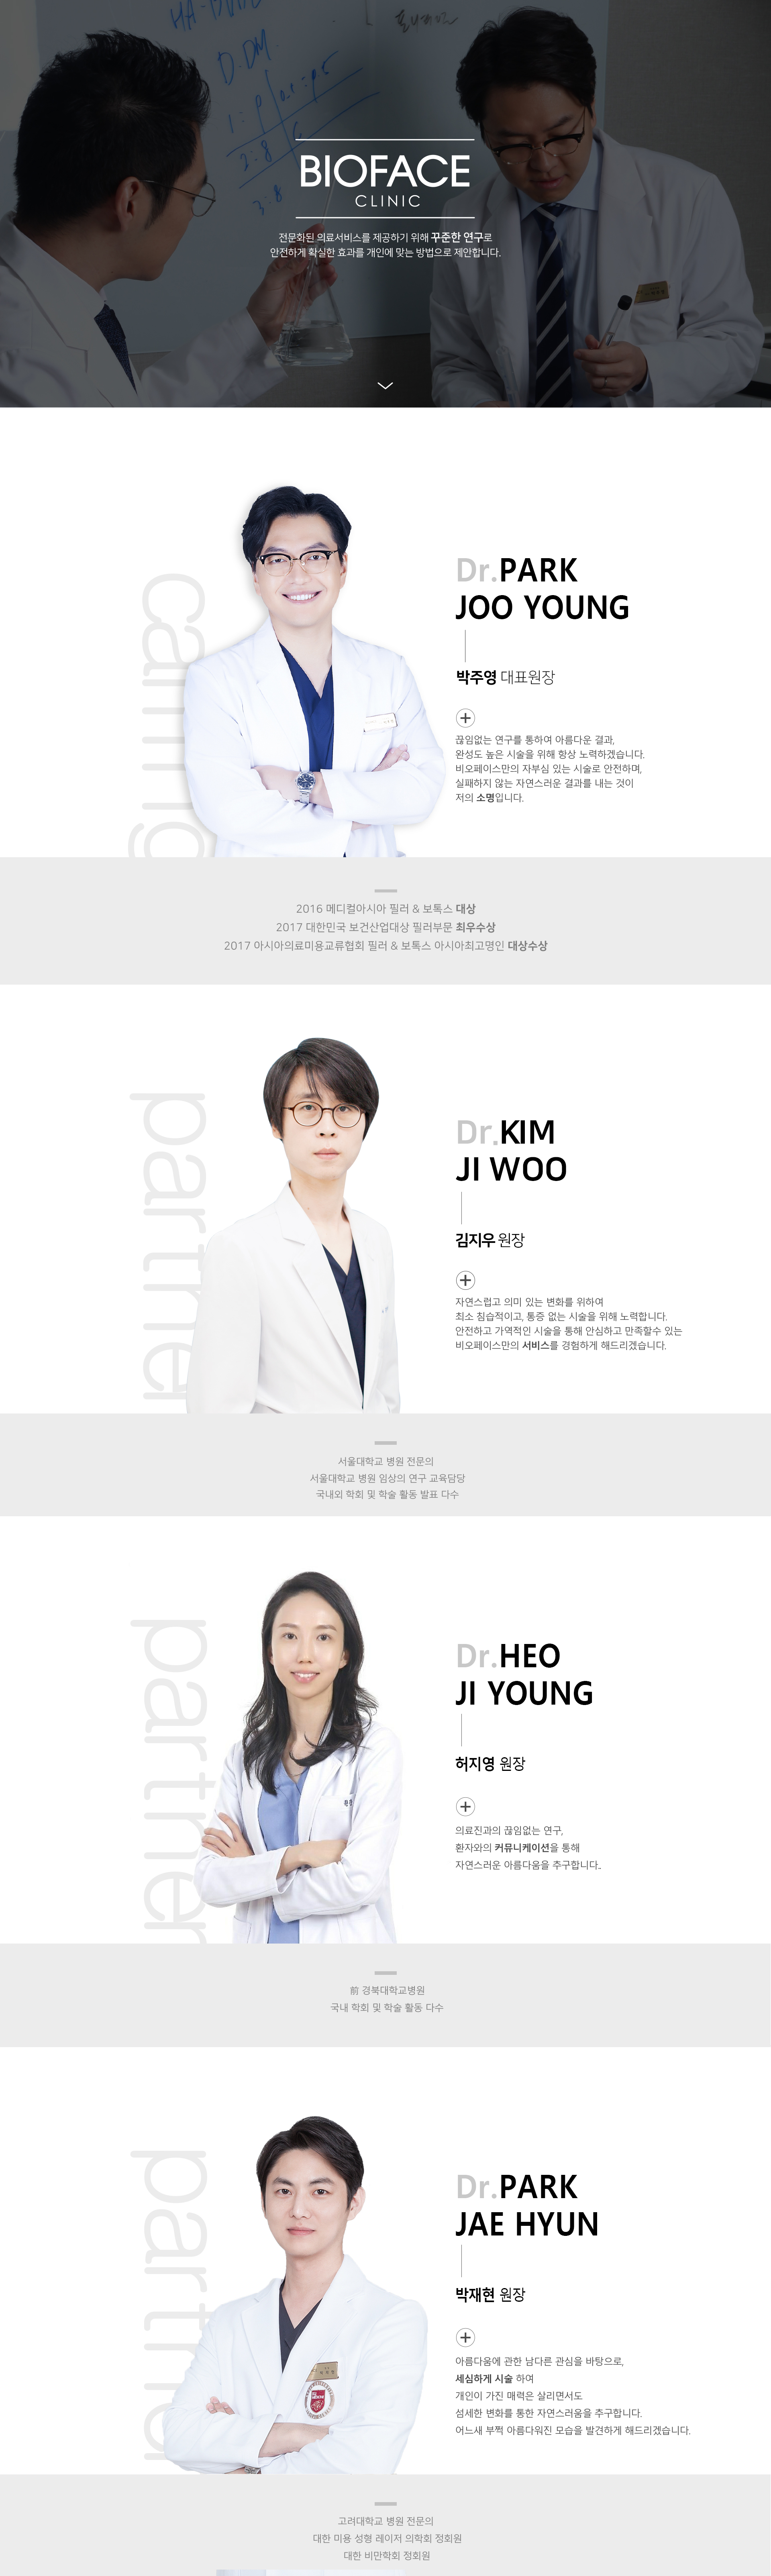 HA-
D.DM
2:8
3:8
BIOFACE
CLINIC
전문화된 의료서비스를 제공하기 위해 꾸준한 연구로
안전하게 확실한 효과를 개인에 맞는 방법으로 제안합니다.
caring
Dr.PARK
JOO YOUNG
박주영 대표원장
끊임없는 연구를 통하여 아름다운 결과,
완성도 높은 시술을 위해 항상 노력하겠습니다.
비오페이스만의 자부심 있는 시술로 안전하며,
실패하지 않는 자연스러운 결과를 내는 것이
저의 소명입니다.
2016 메디컬아시아 필러 & 보톡스 대상
2017 대한민국 보건산업대상 필러부문 최우수상
2017 아시아의료미용교류협회 필러 & 보톡스 아시아최고명인 대상수상
partner
Dr.KIM
JI WOO
김지우 원장
자연스럽고 의미 있는 변화를 위하여
최소 침습적이고, 통증 없는 시술을 위해 노력합니다.
안전하고 가역적인 시술을 통해 안심하고 만족할수 있는
비오페이스만의 서비스를 경험하게 해드리겠습니다.
서울대학교 병원 전문의
서울대학교 병원 임상의 연구 교육담당
국내외 학회 및 학술 활동 발표 다수
partner
Dr.HEO
JI YOUNG
허지영 원장
의료진과의 끊임없는 연구,
환자와의 커뮤니케이션을 통해
자연스러운 아름다움을 추구합니다..
前 경북대학교병원
국내 학회 및 학술 활동 다수
partner
Dr.PARK
JAE HYUN
박재현 원장
아름다움에 관한 남다른 관심을 바탕으로,
세심하게 시술 하여
개인이 가진 매력은 살리면서도
섬세한 변화를 통한 자연스러움을 추구합니다.
어느새 부쩍 아름다워진 모습을 발견하게 해드리겠습니다.
고려대학교 병원 전문의
대한 미용 성형 레이저 의학회 정회원
대한 비만학회 정회원